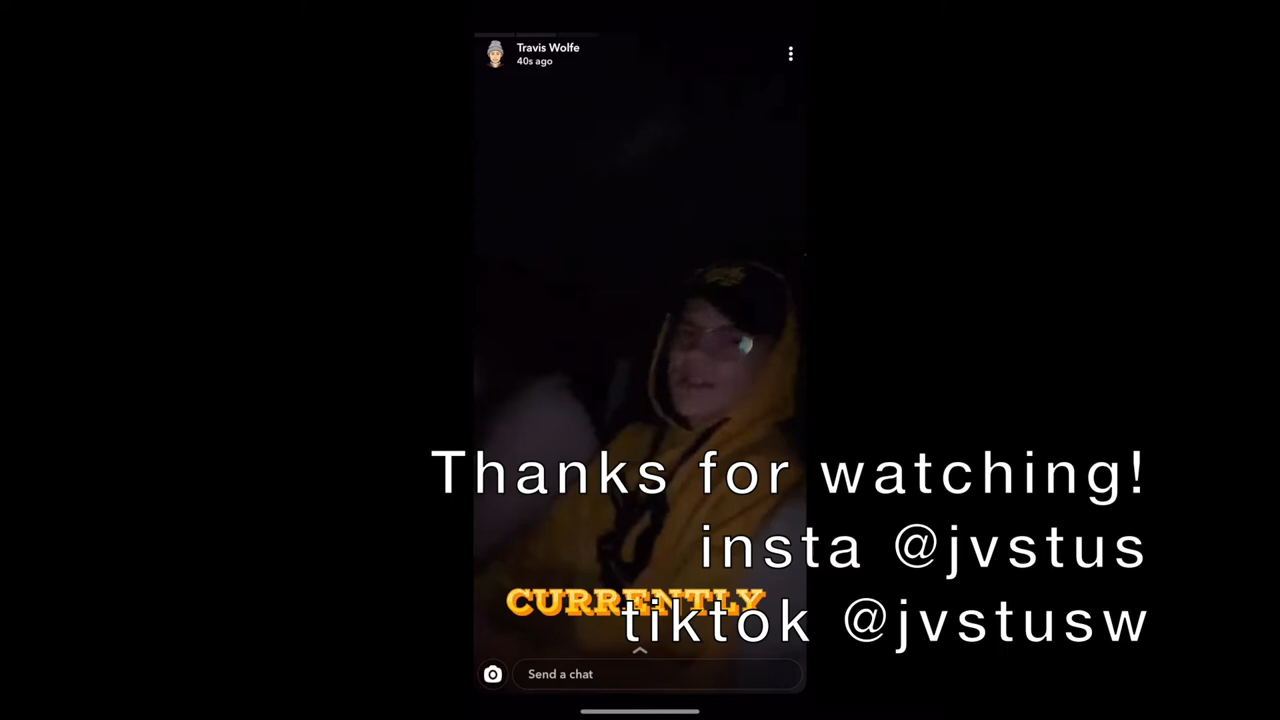 Travis Wolfe
40s ago
Thanks for watching!
insta @jvstus
CURRENTLY
tiktok @jvstusw
Send a chat